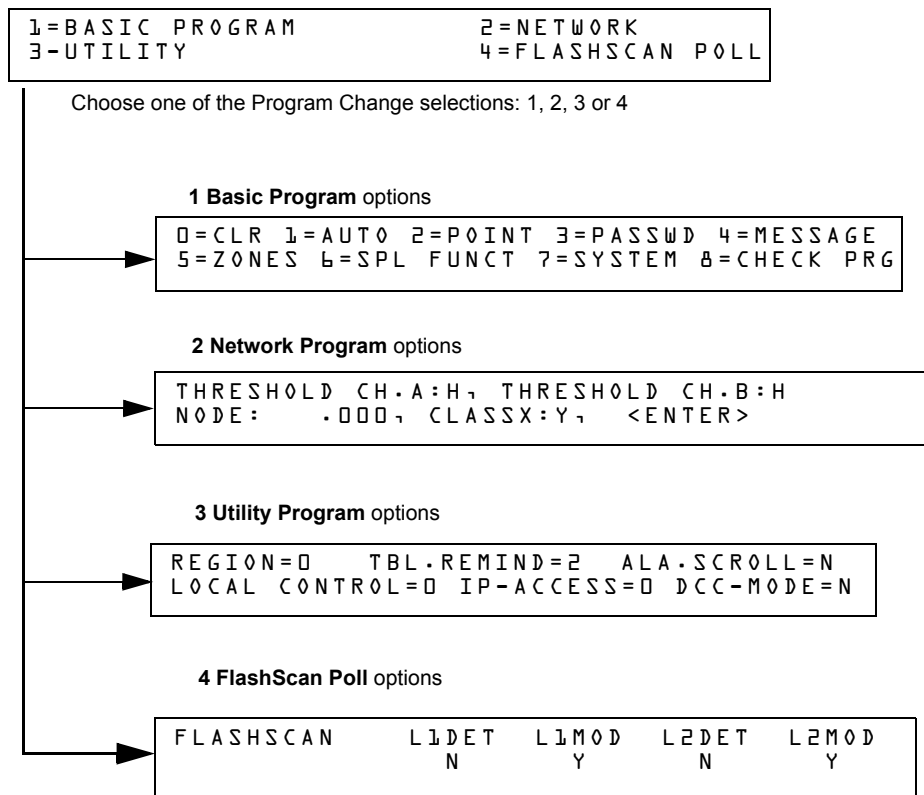 1=BASIC PROGRAM 2=NETWORK
3-UTILITY 4=FLASHSCAN POLL
Choose one of the Program Change selections: 1, 2, 3 or 4
1 Basic Program options
0=CLR 1=AUTO 2=POINT 3=PASSWD 4=MESSAGE
5=ZONES 6=SPL FUNCT 7=SYSTEM 8=CHECK PRG
2 Network Program options
THRESHOLD CH.A:H, THRESHOLD CH.B:H
NODE: .000, CLASSX:Y, <ENTER>
3 Utility Program options
REGION=0 TBL.REMIND=2 ALA.SCROLL=N
LOCAL CONTROL=0 IP-ACCESS=0 DCC-MODE=N
4 FlashScan Poll options
FLASHSCAN L1DET L1MOD L2DET L2MOD
N Y N Y